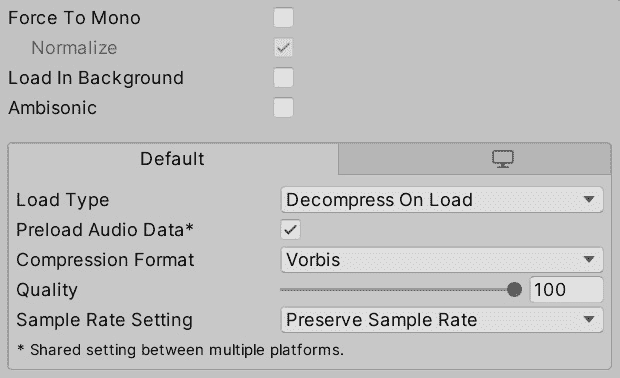 Force To Mono
Normalize
Load In Background
Ambisonic
Default
Load Type Decompress On Load
Preload Audio Data*
Compression Format Vorbis
Quality 100
Sample Rate Setting Preserve Sample Rate
* Shared setting between multiple platforms.